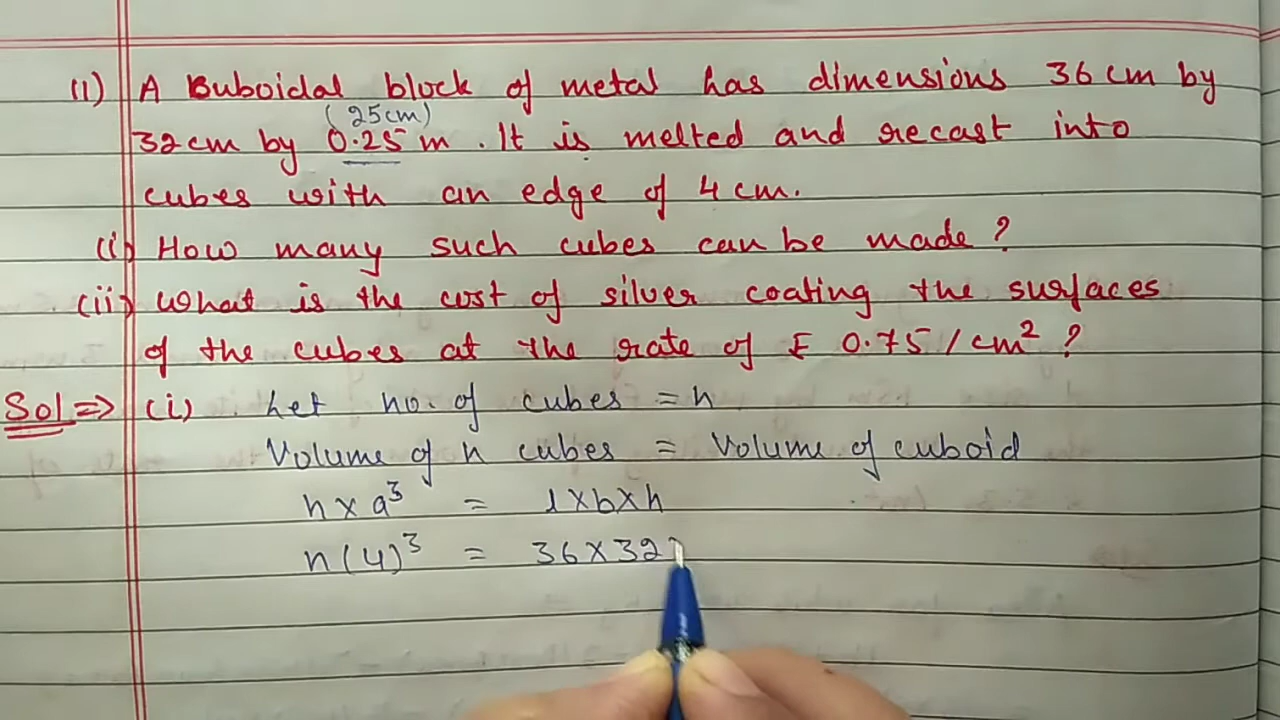 11) A Cuboidal block of metal has dimensions 36 cm by
(25cm)
32 cm by 0.25 m. It is melted and recast into
cubes with an edge of 4 cm.
(i) How many such cubes can be made?
(ii) What is the cost of silver coating the surfaces
of the cubes at the rate of ₹ 0.75/cm² ?
Sol ⇒ (i) Let no. of cubes = n
Volume of n cubes = Volume of cuboid
n × a³ = l×b×h
n(4)³ = 36×32